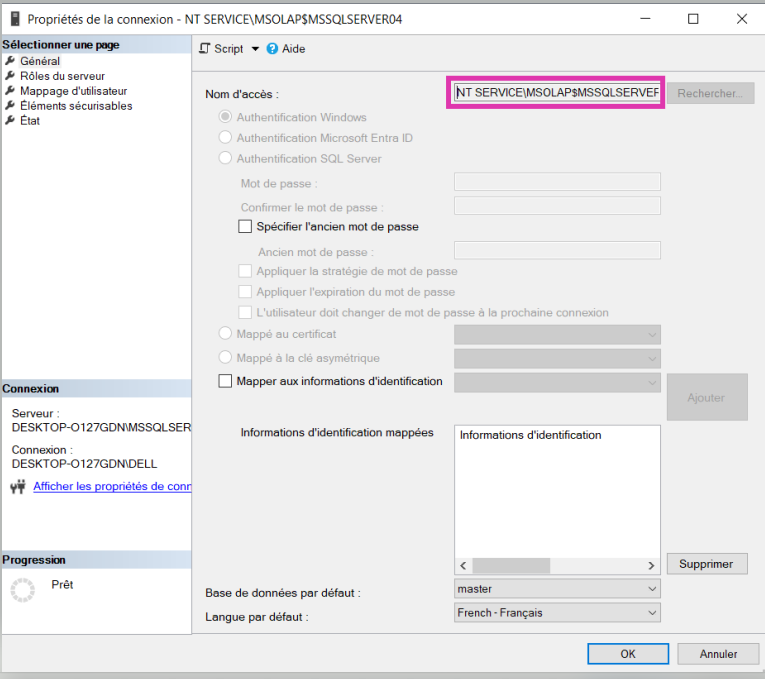 Propriétés de la connexion - NT SERVICE\MSOLAP$MSSQLSERVER04
Sélectionner une page
Général
Rôles du serveur
Mappage d'utilisateur
Éléments sécurisables
État
Script
Aide
Nom d'accès :
NT SERVICE\MSOLAP$MSSQLSERVER
Rechercher...
Authentification Windows
Authentification Microsoft Entra ID
Authentification SQL Server
Mot de passe :
Confirmer le mot de passe :
Spécifier l'ancien mot de passe
Ancien mot de passe :
Appliquer la stratégie de mot de passe
Appliquer l'expiration du mot de passe
L'utilisateur doit changer de mot de passe à la prochaine connexion
Mappé au certificat
Mappé à la clé asymétrique
Mapper aux informations d'identification
Ajouter
Informations d'identification mappées
Informations d'identification
Supprimer
Base de données par défaut :
master
Langue par défaut :
French - Français
Connexion
Serveur :
DESKTOP-O127GDN\MSSQLSER
Connexion :
DESKTOP-O127GDN\DELL
Afficher les propriétés de conn
Progression
Prêt
OK
Annuler